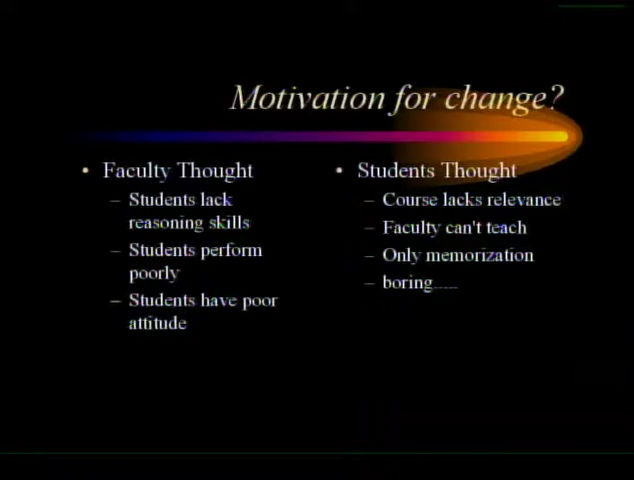 Motivation for change?
• Faculty Thought
– Students lack
reasoning skills
– Students perform
poorly
– Students have poor
attitude
• Students Thought
– Course lacks relevance
– Faculty can't teach
– Only memorization
– boring.....